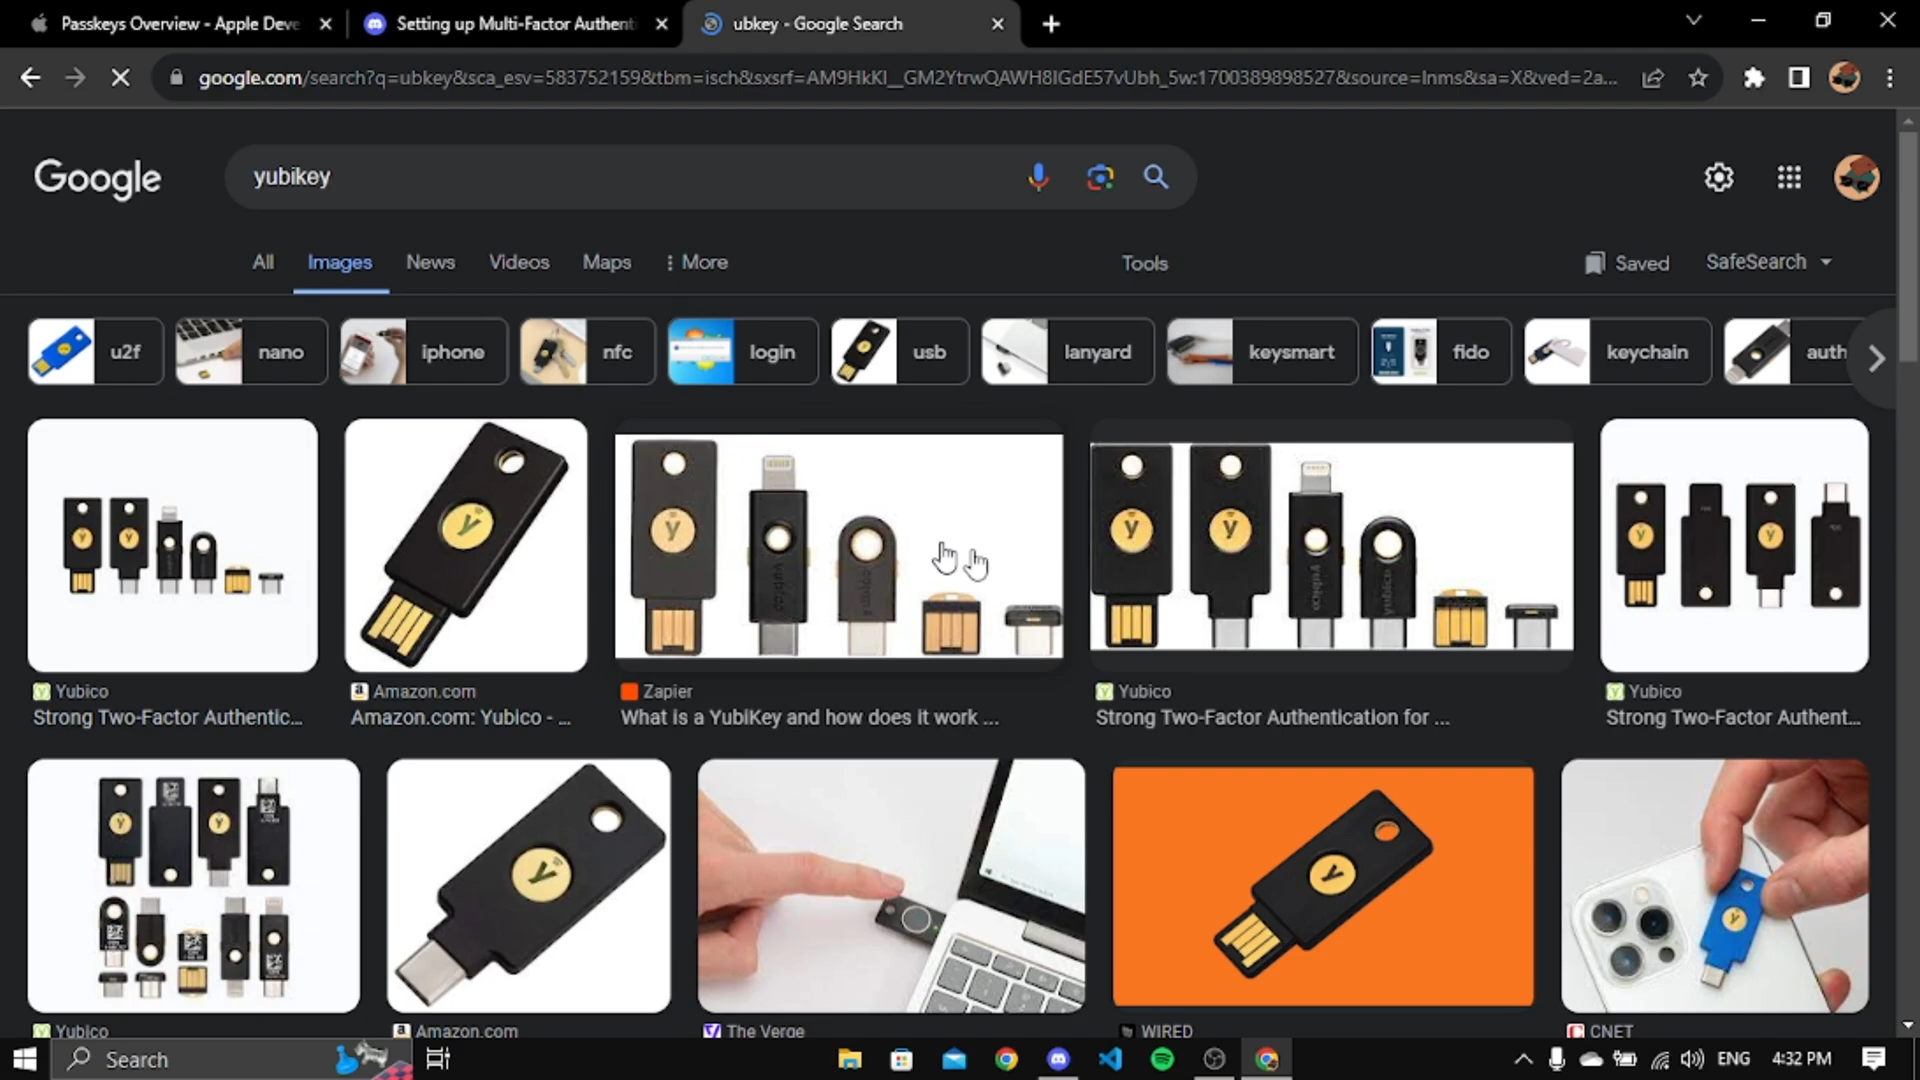 Passkeys Overview - Apple Deve
Setting up Multi-Factor Authent
ubkey - Google Search
google.com/search?q=ubkey&sca_esv=583752159&tbm=isch&sxsrf=AM9HkKl__GM2YtrwQAWH8IGdE57vUbh_5w:1700389898527&source=lnms&sa=X&ved=2a...
Google
yubikey
All
Images
News
Videos
Maps
More
Tools
Saved
SafeSearch
u2f
nano
iphone
nfc
login
usb
lanyard
keysmart
fido
keychain
auth
Yubico
Strong Two-Factor Authentic...
Amazon.com
Amazon.com: Yubico - ...
Zapier
What is a YubiKey and how does it work ...
Yubico
Strong Two-Factor Authentication for ...
Yubico
Strong Two-Factor Authent...
Yubico
Amazon.com
The Verge
WIRED
CNET
Search
ENG
4:32 PM